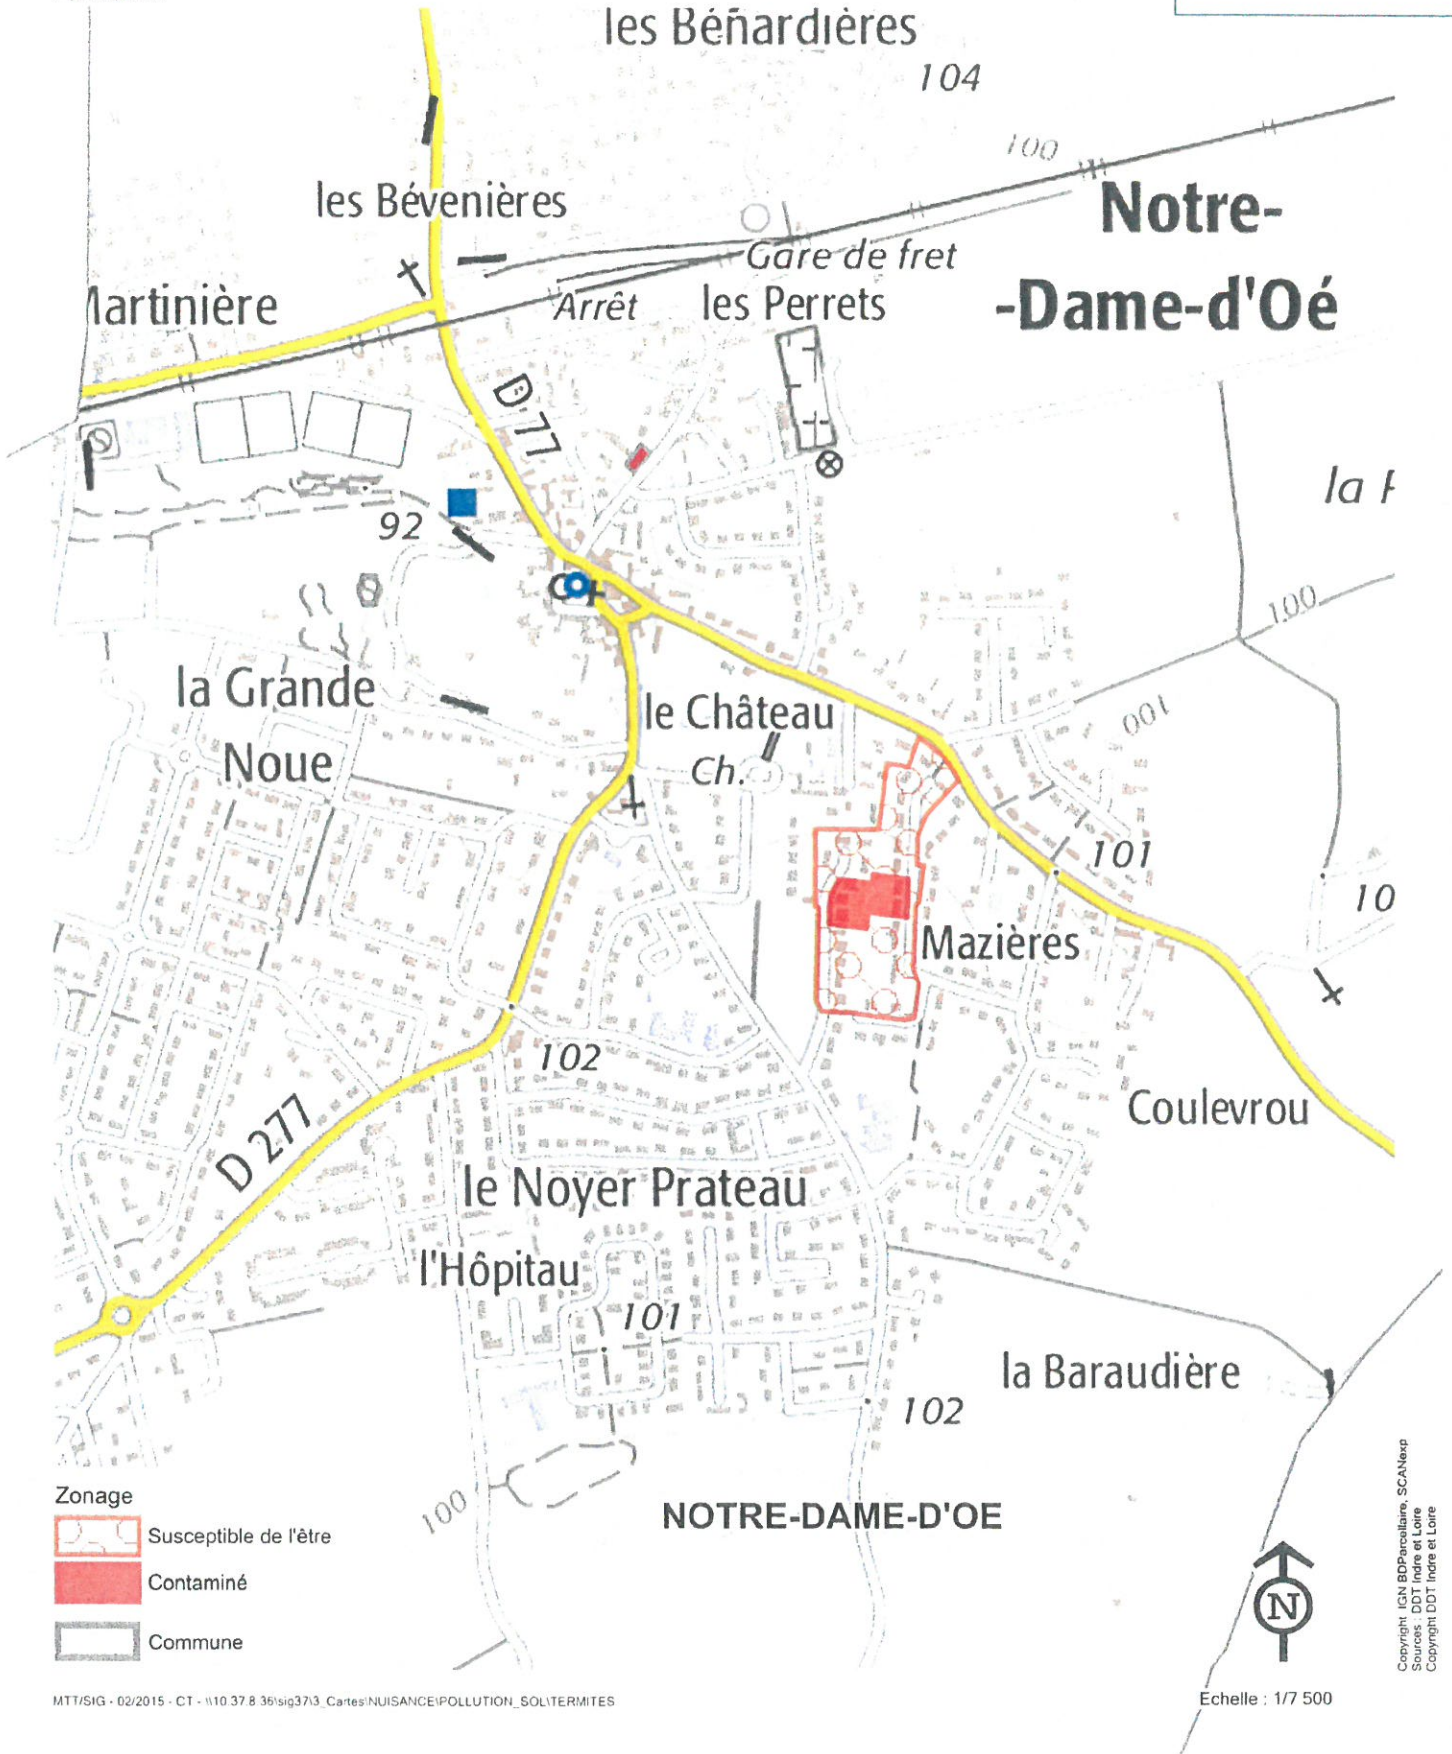 les Bénardières
104
100
les Bévenières
Notre-
-Dame-d'Oé
Gare de fret
Arrêt
les Perrets
Martinière
D 77
la
92
100
la Grande
Noue
le Château
Ch.
100
101
10
Mazières
102
Coulevrou
D 277
le Noyer Prateau
l'Hôpitau
101
la Baraudière
102
100
NOTRE-DAME-D'OE
Zonage
Susceptible de l'être
Contaminé
Commune
N
Copyright IGN BDParcellaire, SCANexp
Sources : DDT Indre et Loire
Copyright DDT Indre et Loire
MTT/SIG - 02/2015 - CT - \\10.37.8.36\sig37\3_Cartes\NUISANCE\POLLUTION_SOL\TERMITES
Echelle : 1/7 500